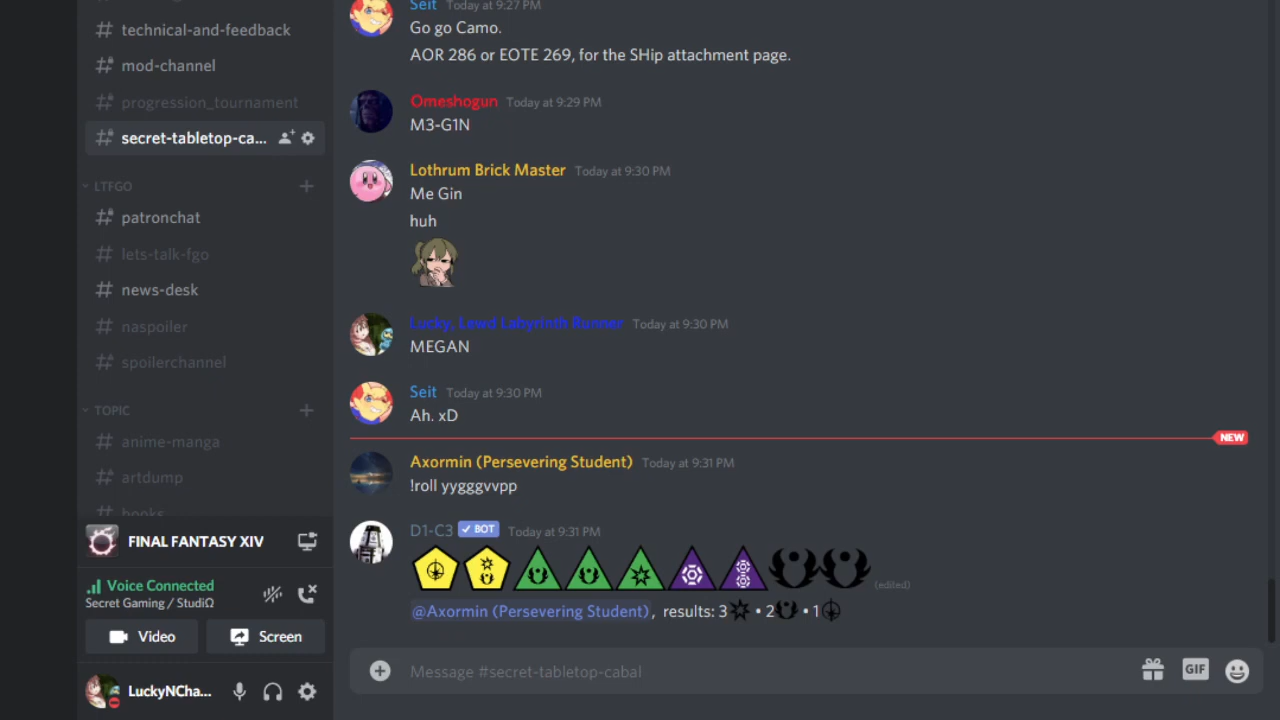 technical-and-feedback
mod-channel
progression_tournament
secret-tabletop-ca...
LTFGO
patronchat
lets-talk-fgo
news-desk
naspoiler
spoilerchannel
TOPIC
anime-manga
artdump
books
FINAL FANTASY XIV
Voice Connected
Secret Gaming / StudiΩ
Video
Screen
LuckyNCha...
Seit Today at 9:27 PM
Go go Camo.
AOR 286 or EOTE 269, for the SHip attachment page.
Omeshogun Today at 9:29 PM
M3-G1N
Lothrum Brick Master Today at 9:30 PM
Me Gin
huh
Lucky, Lewd Labyrinth Runner Today at 9:30 PM
MEGAN
Seit Today at 9:30 PM
Ah. xD
NEW
Axormin (Persevering Student) Today at 9:31 PM
!roll yygggvvpp
D1-C3 ✓ BOT Today at 9:31 PM
(edited)
@Axormin (Persevering Student), results: 3 • 2 • 1
Message #secret-tabletop-cabal
GIF